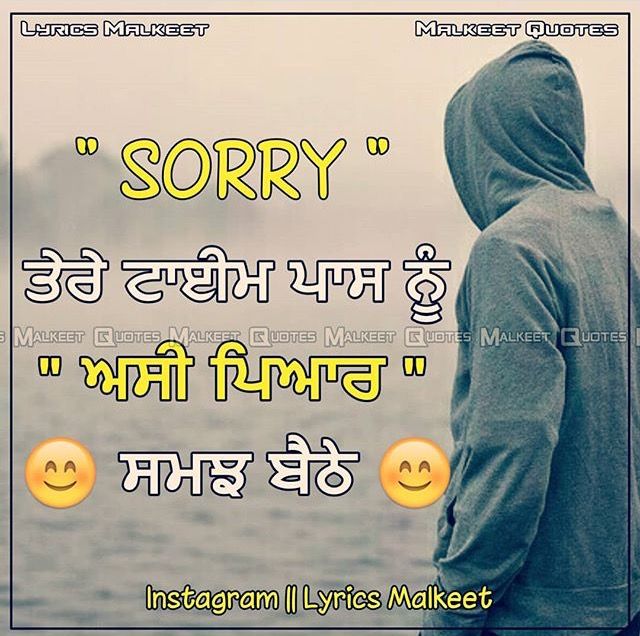 Lyrics Malkeet Malkeet Quotes
" SORRY "
ਤੇਰੇ ਟਾਈਮ ਪਾਸ ਨੂੰ
s Malkeet Quotes Malkeet Quotes Malkeet Quotes Malkeet Quotes M
" ਅਸੀ ਪਿਆਰ "
😊 ਸਮਝ ਬੈਠੇ 😊
Instagram || Lyrics Malkeet